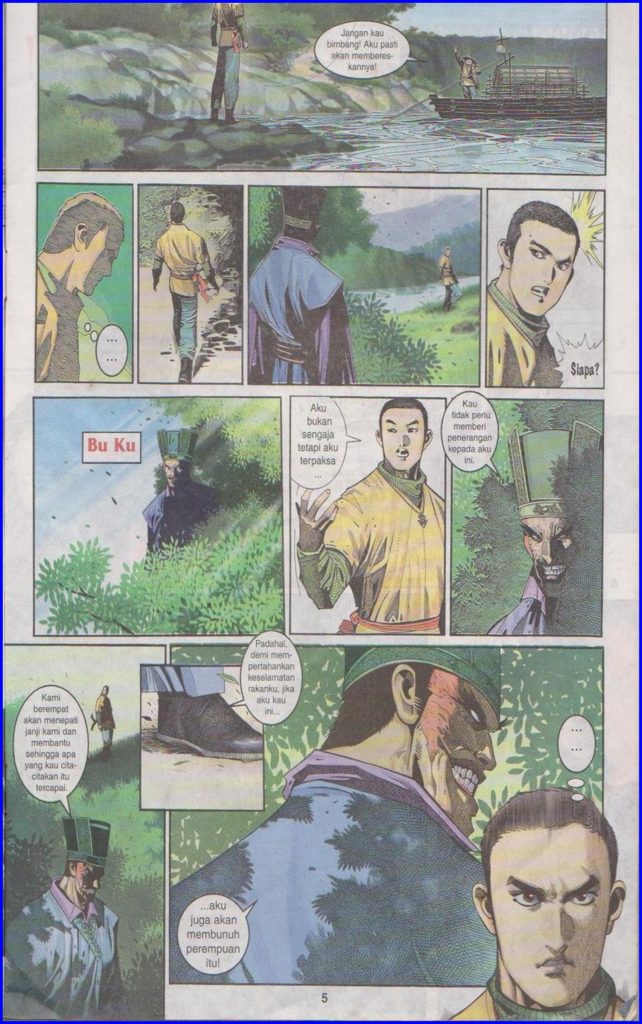 Jangan kau
bimbang! Aku pasti
akan memberes-
kannya!
...
...
Siapa?
Bu Ku
Aku
bukan
sengaja
tetapi aku
terpaksa
...
Kau
tidak perlu
memberi
penerangan
kepada aku
ini.
Kami
berempat
akan menepati
janji kami dan
membantu
sehingga apa
yang kau cita-
citakan itu
tercapai.
Padahal,
demi mem-
pertahankan
keselamatan
rakanku, jika
aku kau
ini...
...aku
juga akan
membunuh
perempuan
itu!
...
...
5